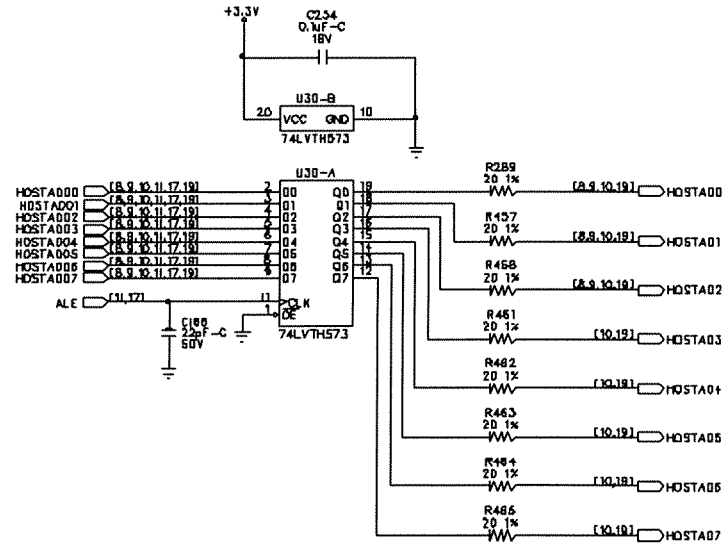 +3.3V
C234
0.1uF-C
16V
U30-B
20 VCC GND 10
74LVTH573
U30-A
HOSTAD00 [8,9,10,11,17,19] 2 D0 Q0 19
HOSTAD01 3 D1 Q1 18
HOSTAD02 [8,9,10,11,17,19] 4 D2 Q2 17
HOSTAD03 [8,9,10,11,17,19] 5 D3 Q3 16
HOSTAD04 [8,9,10,11,17,19] 6 D4 Q4 15
HOSTAD05 [8,9,10,11,17,19] 7 D5 Q5 14
HOSTAD06 [8,9,10,11,17,19] 8 D6 Q6 13
HOSTAD07 [8,9,10,11,17,19] 9 D7 Q7 12
ALE [11,17] 11 CLK
1 OE
74LVTH573
C166
22pF-C
50V
R289
20 1%
[8,9,10,19] HOSTA00
R457
20 1%
[8,9,10,19] HOSTA01
R458
20 1%
[8,9,10,19] HOSTA02
R461
20 1%
[10,19] HOSTA03
R462
20 1%
[10,19] HOSTA04
R463
20 1%
[10,19] HOSTA05
R464
20 1%
[10,19] HOSTA06
R465
20 1%
[10,19] HOSTA07